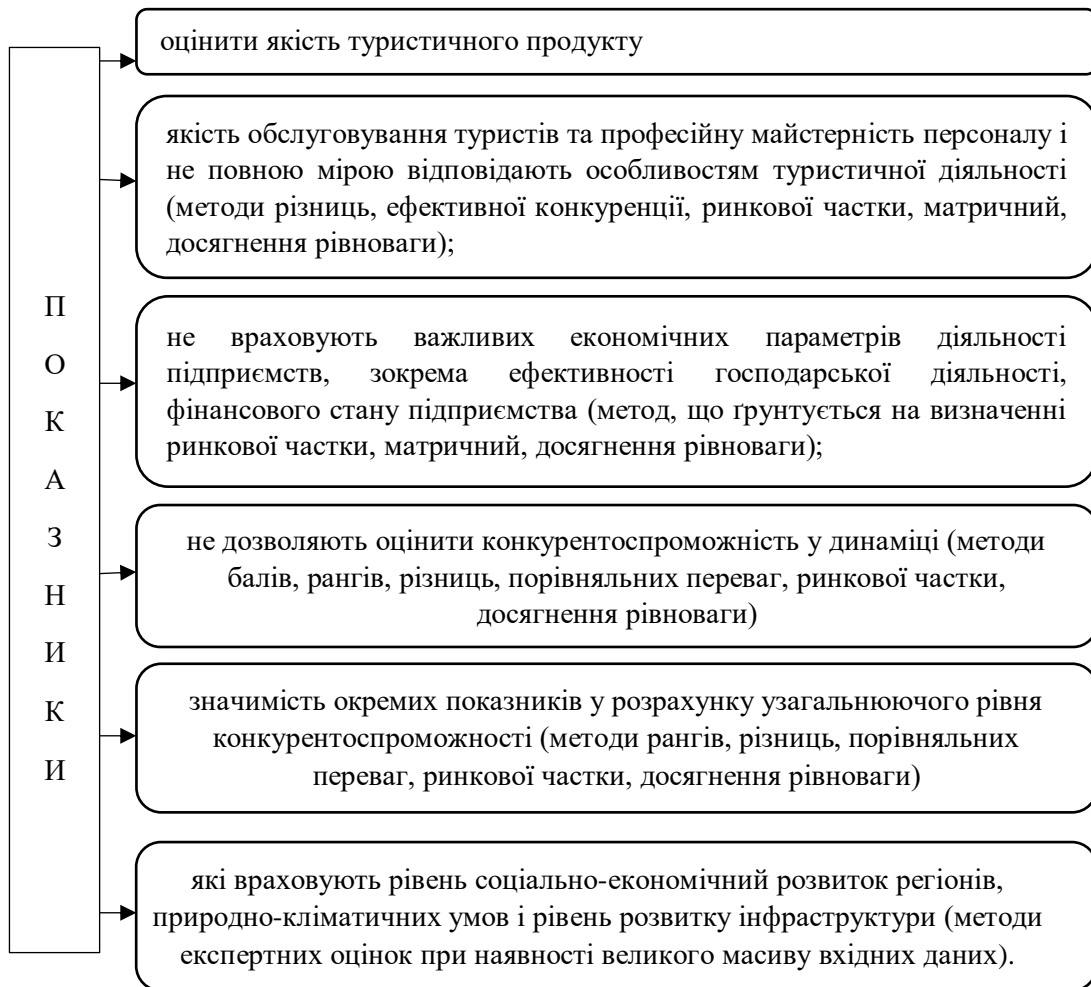 оцінити якість туристичного продукту
якість обслуговування туристів та професійну майстерність персоналу і
не повною мірою відповідають особливостям туристичної діяльності
(методи різниць, ефективної конкуренції, ринкової частки, матричний,
досягнення рівноваги);
П
О
К
А
З
Н
И
К
И
не враховують важливих економічних параметрів діяльності
підприємств, зокрема ефективності господарської діяльності,
фінансового стану підприємства (метод, що ґрунтується на визначенні
ринкової частки, матричний, досягнення рівноваги);
не дозволяють оцінити конкурентоспроможність у динаміці (методи
балів, рангів, різниць, порівняльних переваг, ринкової частки,
досягнення рівноваги)
значимість окремих показників у розрахунку узагальнюючого рівня
конкурентоспроможності (методи рангів, різниць, порівняльних
переваг, ринкової частки, досягнення рівноваги)
які враховують рівень соціально-економічний розвиток регіонів,
природно-кліматичних умов і рівень розвитку інфраструктури (методи
експертних оцінок при наявності великого масиву вхідних даних).